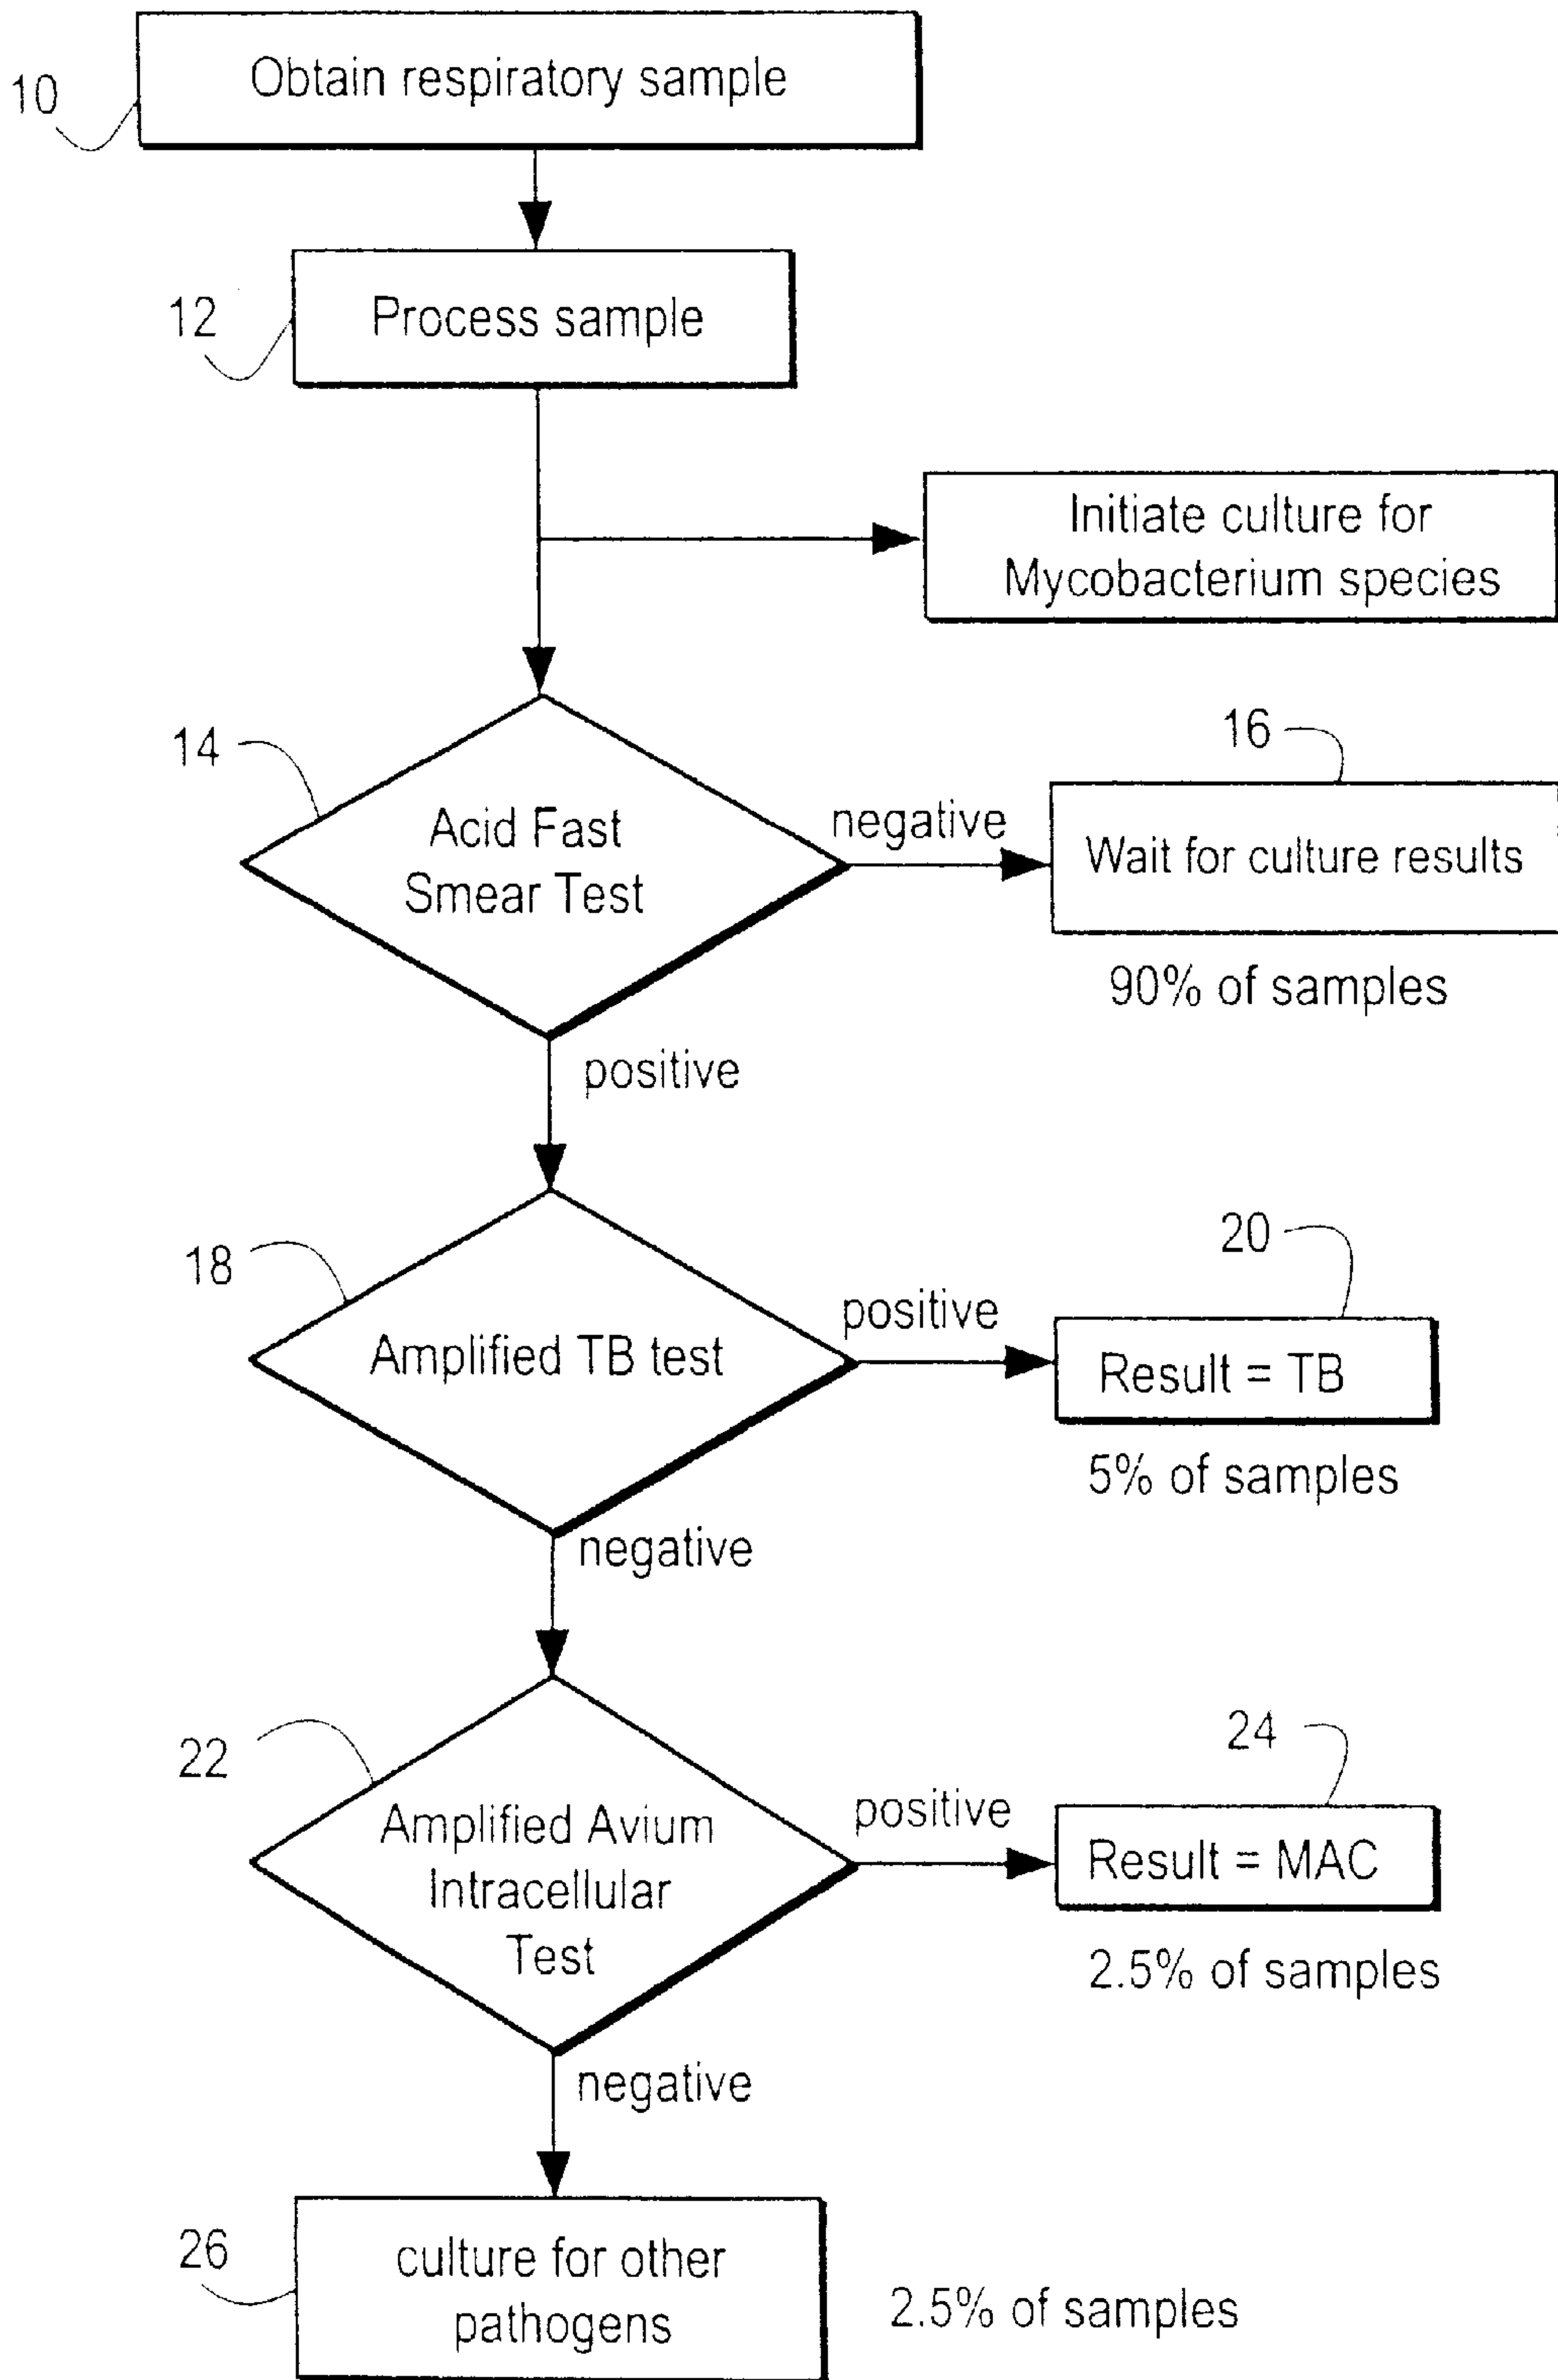 Obtain respiratory sample
10
Process sample
12
Initiate culture for
Mycobacterium species
14
Acid Fast
Smear Test
negative
16
Wait for culture results
90% of samples
positive
18
Amplified TB test
positive
20
Result = TB
5% of samples
negative
22
Amplified Avium
Intracellular
Test
positive
24
Result = MAC
2.5% of samples
negative
26
culture for other
pathogens
2.5% of samples